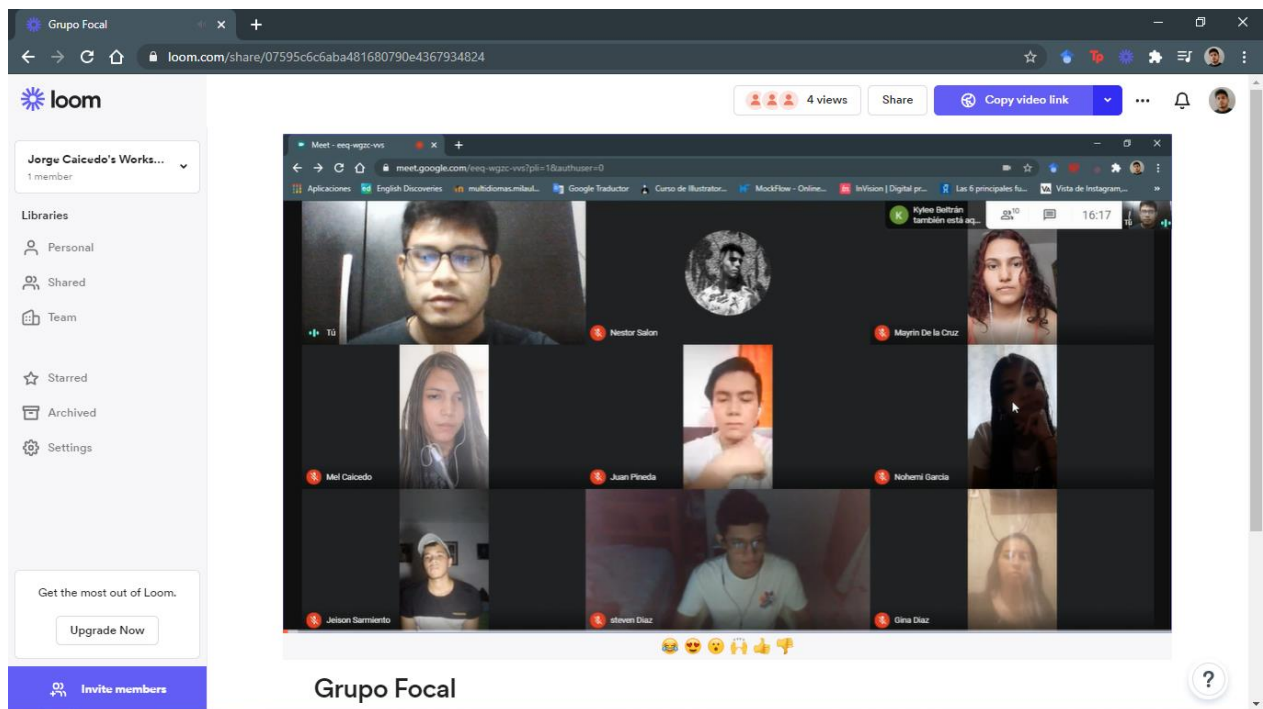 Grupo Focal
loom.com/share/07595c6c6aba481680790e4367934824
loom
4 views
Share
Copy video link
Jorge Caicedo's Works...
1 member
Libraries
Personal
Shared
Team
Starred
Archived
Settings
Get the most out of Loom.
Upgrade Now
Invite members
Meet - eeq-wgzc-vvs
meet.google.com/eeq-wgzc-vvs?pli=1&authuser=0
Aplicaciones
English Discoveries
multidiomas.milaul...
Google Traductor
Curso de Illustrator...
MockFlow - Online...
InVision | Digital pr...
Las 6 principales fu...
Vista de Instagram,...
K
Kylee Beltrán
también está aq...
10
16:17
Tú
Tú
Nestor Salon
Mayrin De la Cruz
Mel Caicedo
Juan Pineda
Nohemi Garcia
Jeison Sarmiento
steven Diaz
Gina Diaz
Grupo Focal
?